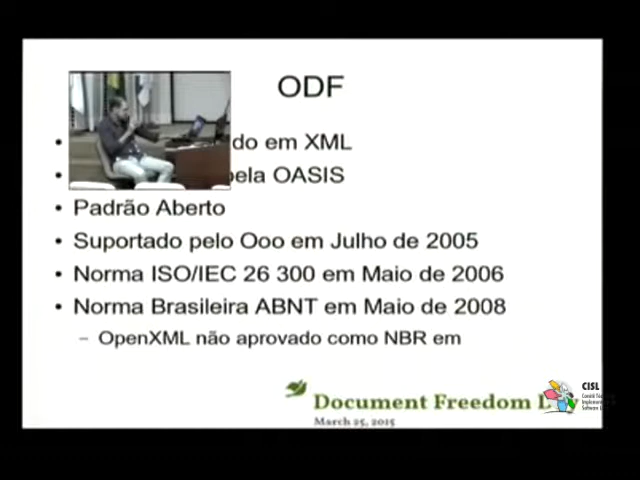 ODF
• do em XML
• pela OASIS
• Padrão Aberto
• Suportado pelo Ooo em Julho de 2005
• Norma ISO/IEC 26 300 em Maio de 2006
• Norma Brasileira ABNT em Maio de 2008
– OpenXML não aprovado como NBR em
Document Freedom
March 25, 2015
CISL